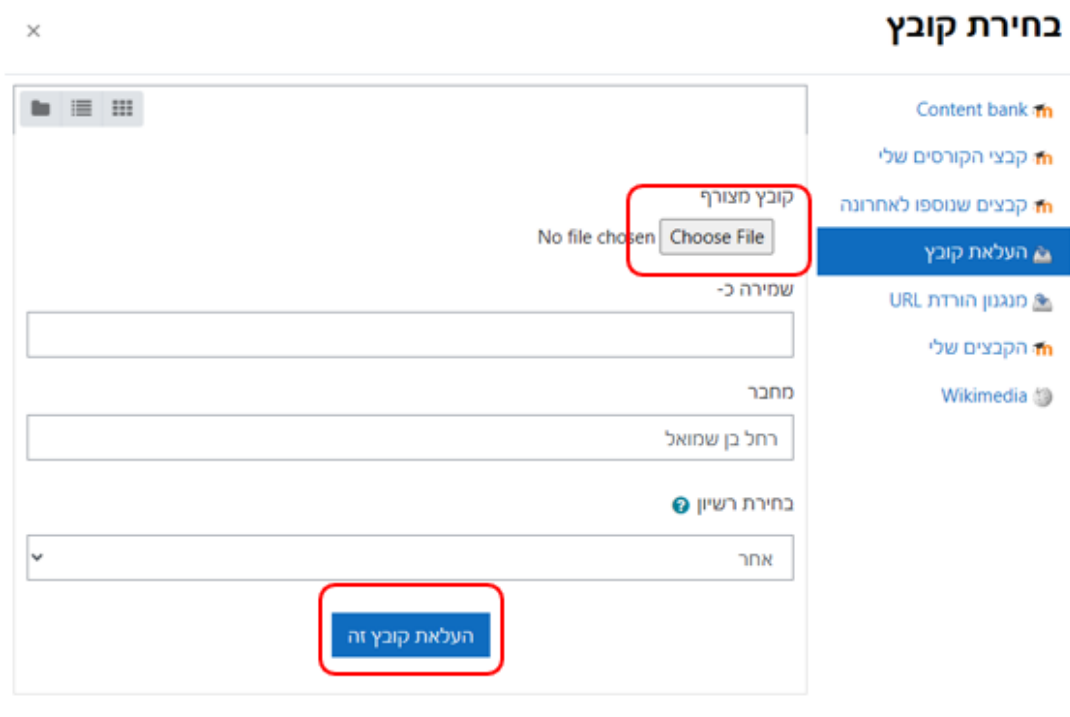 בחירת קובץ
×
Content bank
קבצי הקורסים שלי
קבצים שנוספו לאחרונה
העלאת קובץ
מנגנון הורדת URL
הקבצים שלי
Wikimedia
קובץ מצורף
Choose File No file chosen
שמירה כ-
מחבר
רחל בן שמואל
בחירת רשיון
אחר
העלאת קובץ זה